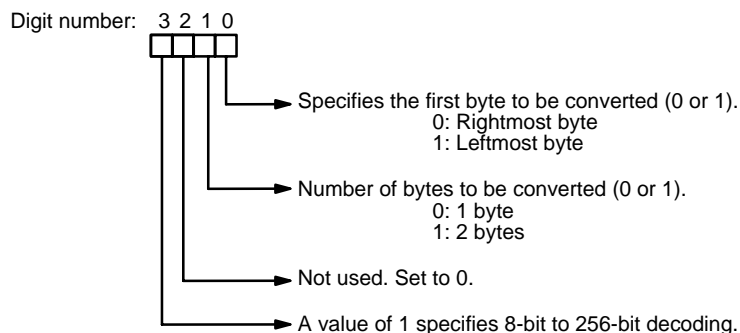 Digit number: 3 2 1 0
Specifies the first byte to be converted (0 or 1).
0: Rightmost byte
1: Leftmost byte
Number of bytes to be converted (0 or 1).
0: 1 byte
1: 2 bytes
Not used. Set to 0.
A value of 1 specifies 8-bit to 256-bit decoding.